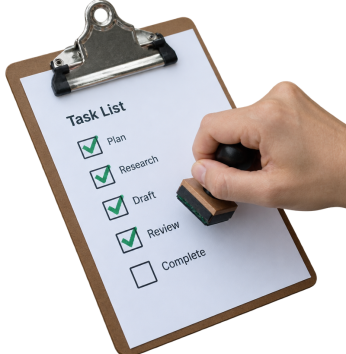 Task List
Plan
Research
Draft
Review
Complete